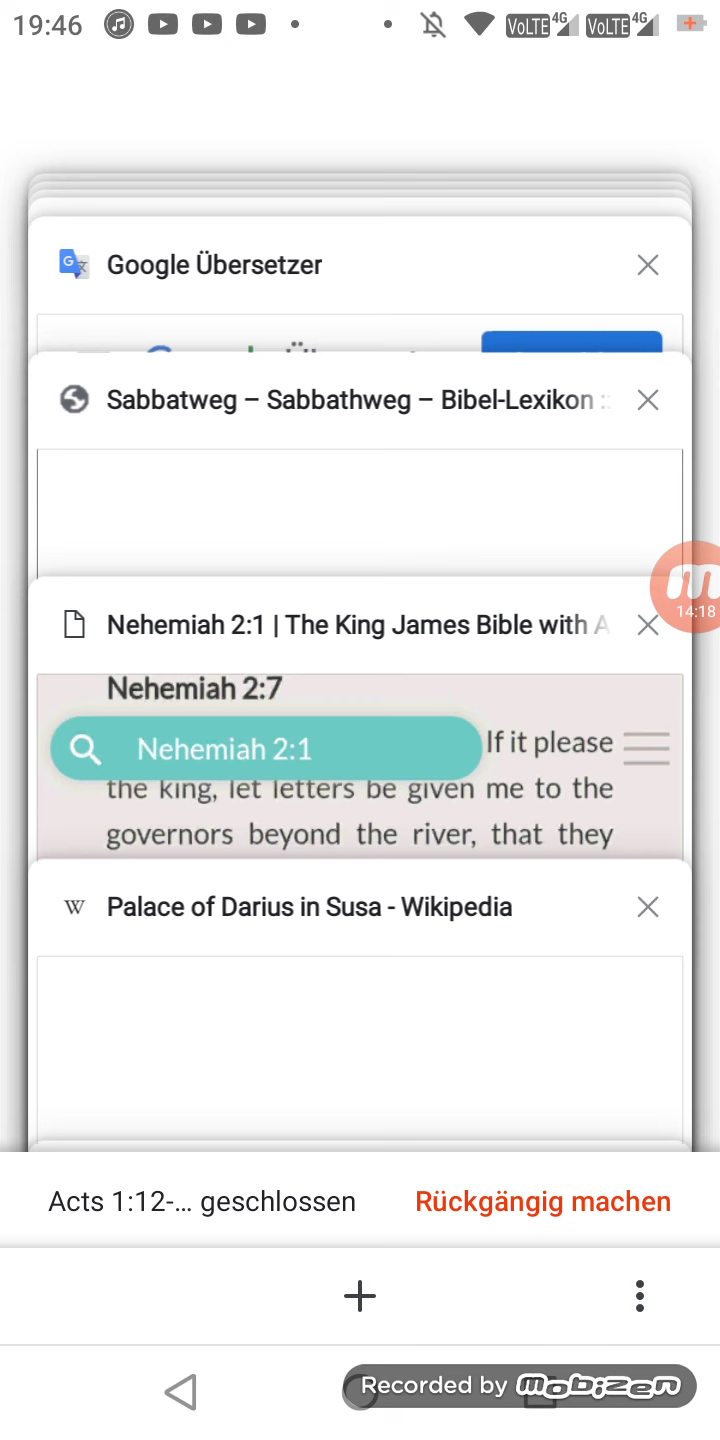 19:46
VoLTE 4G VoLTE 4G
Google Übersetzer
Sabbatweg – Sabbathweg – Bibel-Lexikon ::
14:18
Nehemiah 2:1 | The King James Bible with A
Nehemiah 2:7
Nehemiah 2:1
If it please
the king, let letters be given me to the
governors beyond the river, that they
W Palace of Darius in Susa - Wikipedia
Acts 1:12-... geschlossen Rückgängig machen
Recorded by mobizen